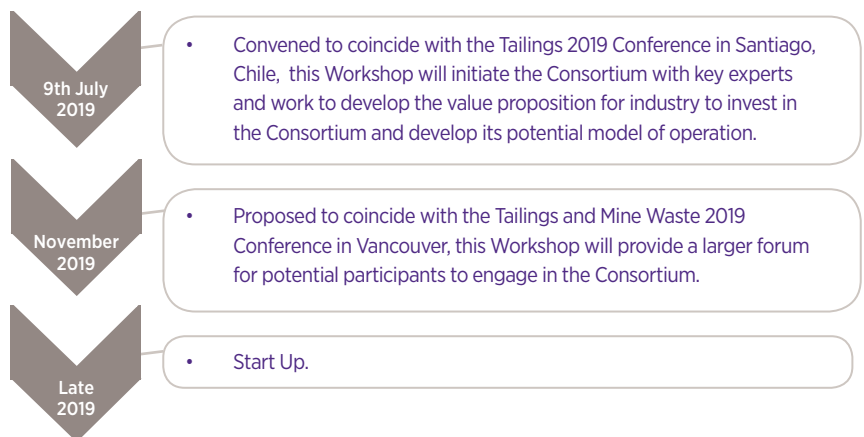 9th July
2019
• Convened to coincide with the Tailings 2019 Conference in Santiago,
Chile, this Workshop will initiate the Consortium with key experts
and work to develop the value proposition for industry to invest in
the Consortium and develop its potential model of operation.
November
2019
• Proposed to coincide with the Tailings and Mine Waste 2019
Conference in Vancouver, this Workshop will provide a larger forum
for potential participants to engage in the Consortium.
Late
2019
• Start Up.